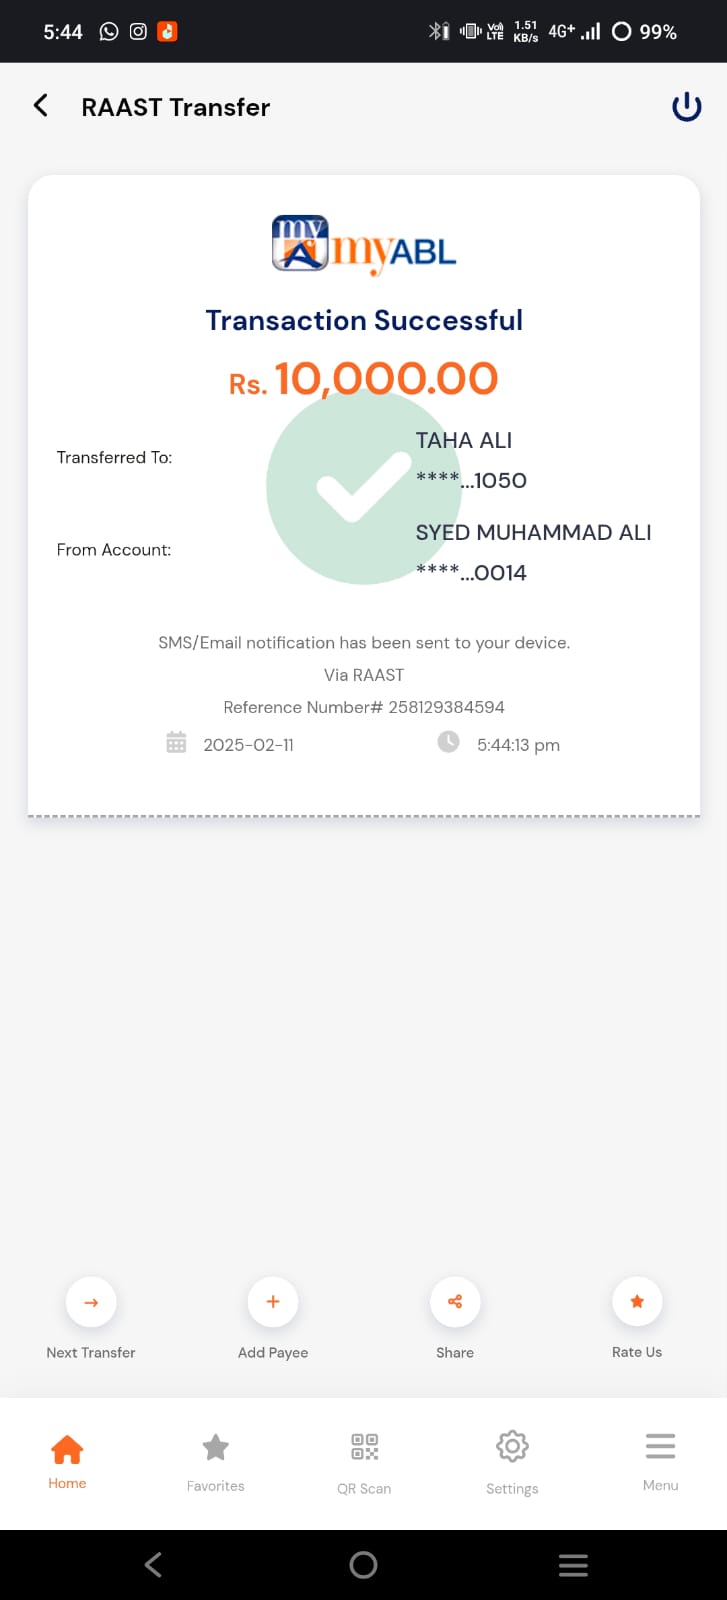 5:44
Vo)) LTE
1.51 KB/s
4G+
99%
RAAST Transfer
my
myABL
Transaction Successful
Rs. 10,000.00
Transferred To:
TAHA ALI
****...1050
From Account:
SYED MUHAMMAD ALI
****...0014
SMS/Email notification has been sent to your device.
Via RAAST
Reference Number# 258129384594
2025-02-11 5:44:13 pm
Next Transfer Add Payee Share Rate Us
Home Favorites QR Scan Settings Menu